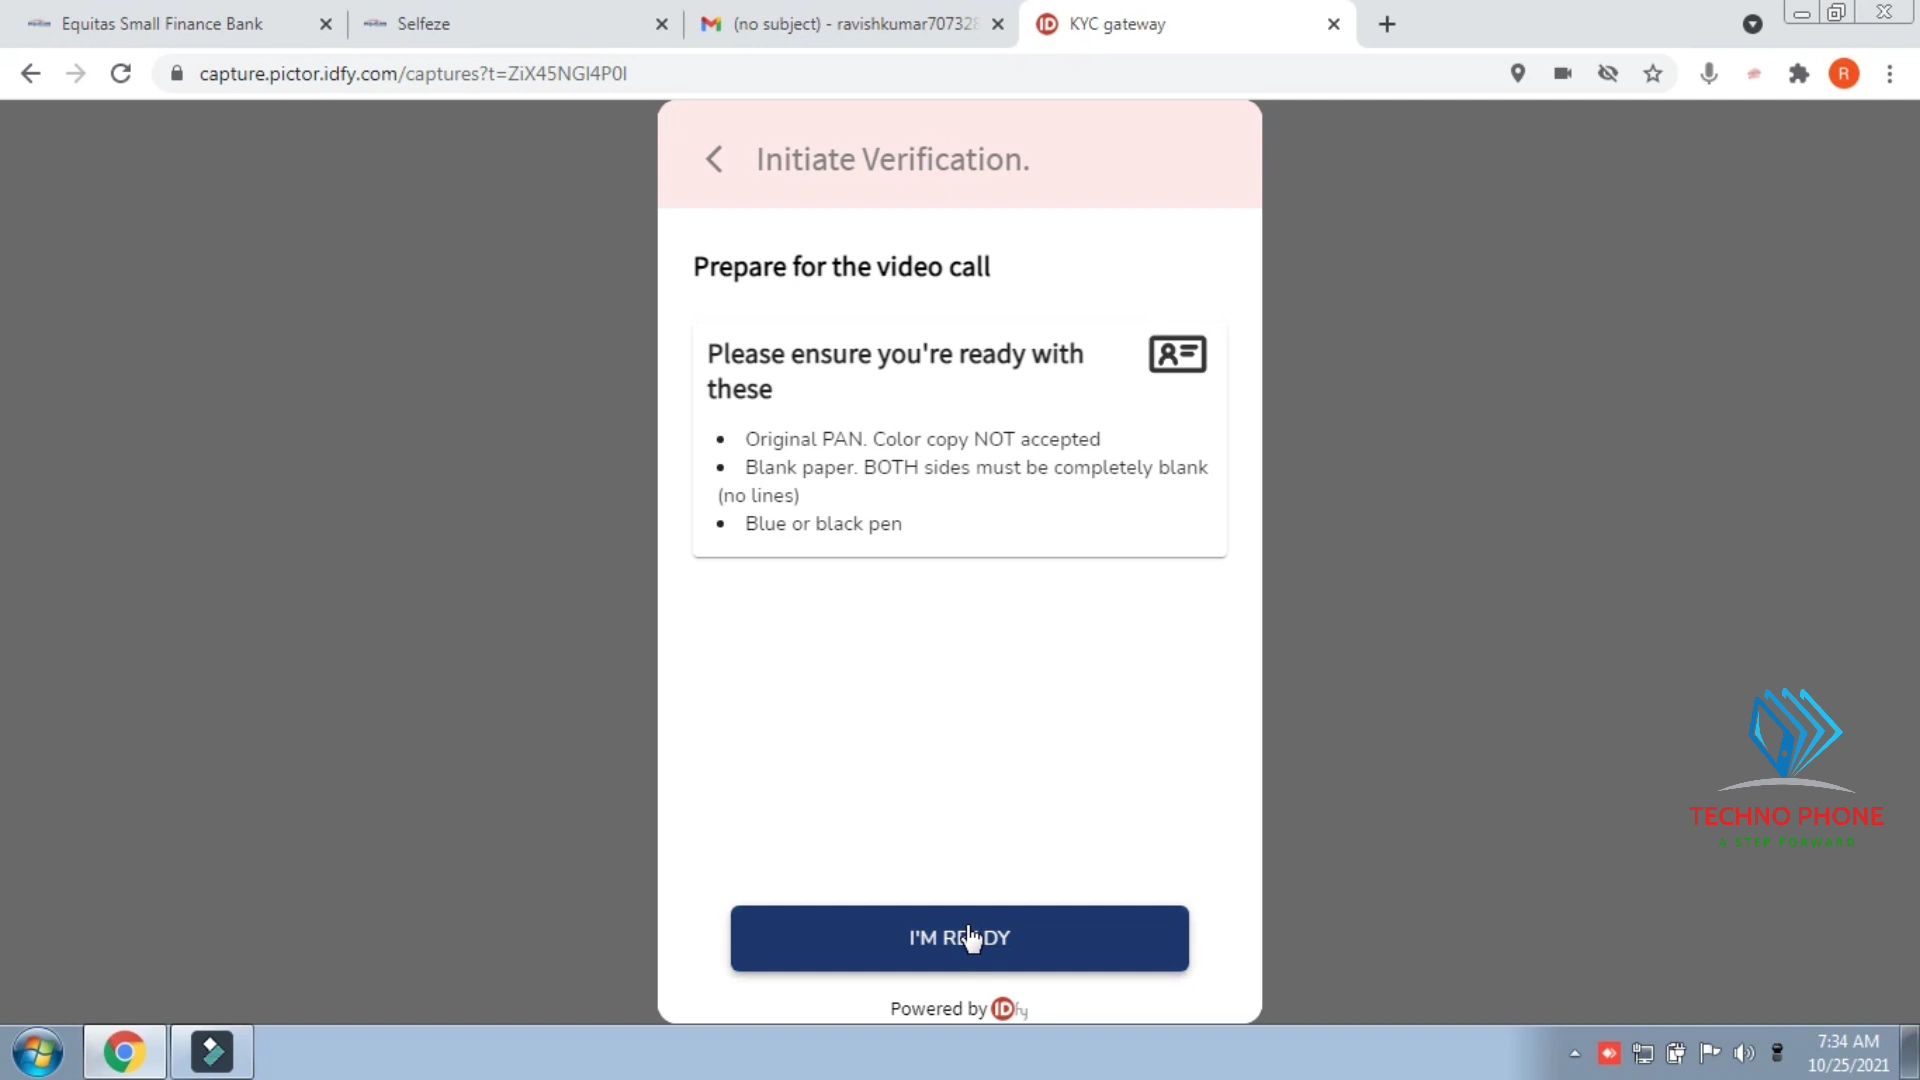 Equitas Small Finance Bank
Selfeze
(no subject) - ravishkumar707328
KYC gateway
capture.pictor.idfy.com/captures?t=ZiX45NGI4P0I
R
Initiate Verification.
Prepare for the video call
Please ensure you're ready with
these
Original PAN. Color copy NOT accepted
Blank paper. BOTH sides must be completely blank
(no lines)
Blue or black pen
I'M READY
Powered by IDfy
TECHNO PHONE
A STEP FORWARD
7:34 AM
10/25/2021